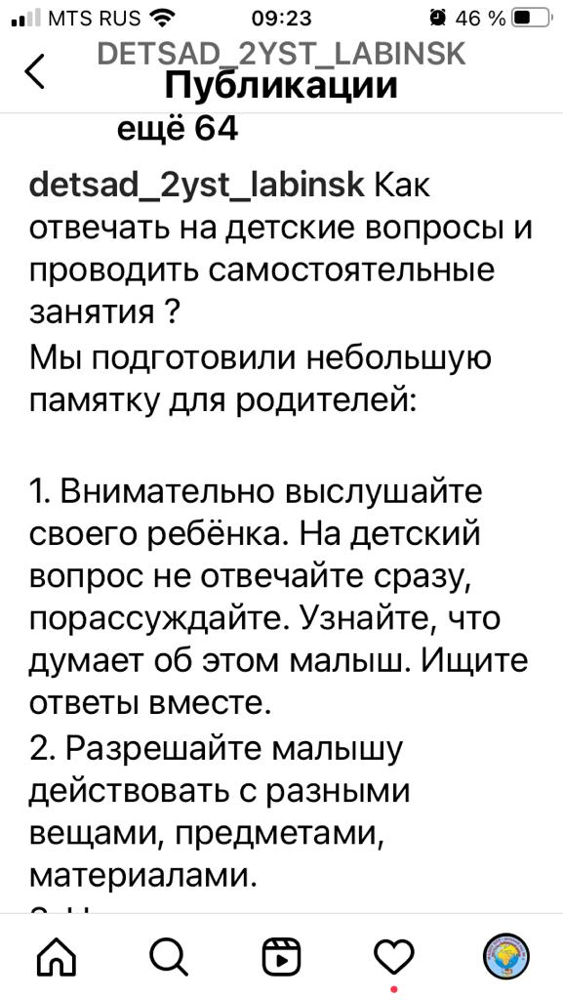 MTS RUS 09:23 46 %
DETSAD_2YST_LABINSK
Публикации
ещё 64
detsad_2yst_labinsk Как
отвечать на детские вопросы и
проводить самостоятельные
занятия ?
Мы подготовили небольшую
памятку для родителей:
1. Внимательно выслушайте
своего ребёнка. На детский
вопрос не отвечайте сразу,
порассуждайте. Узнайте, что
думает об этом малыш. Ищите
ответы вместе.
2. Разрешайте малышу
действовать с разными
вещами, предметами,
материалами.